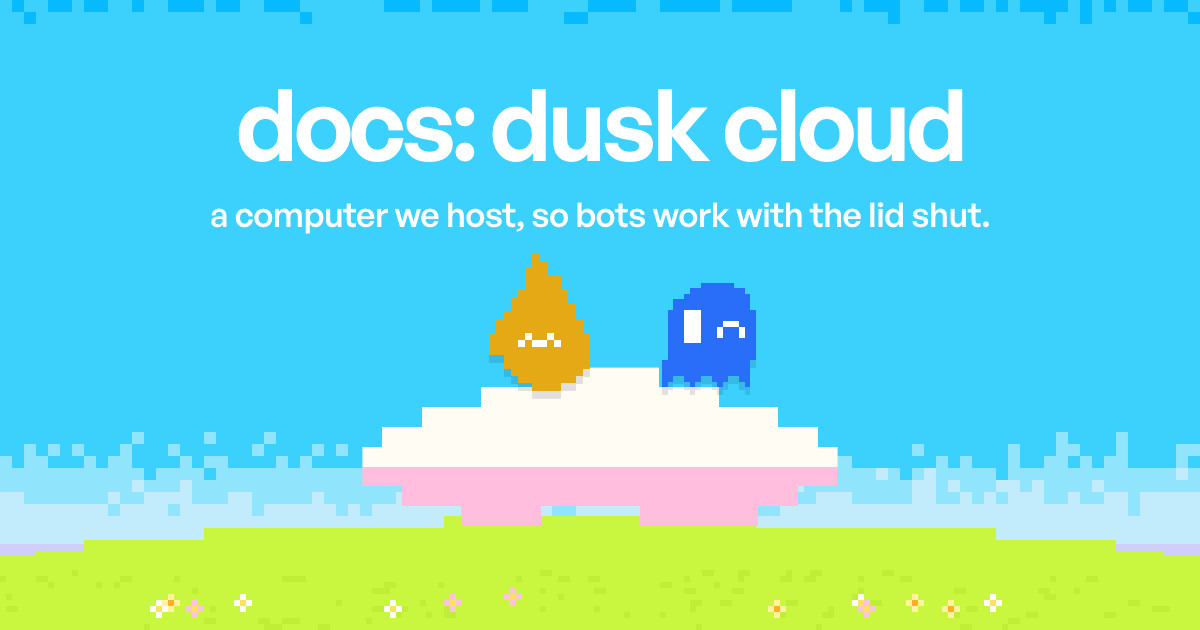 docs: dusk cloud
a computer we host, so bots work with the lid shut.